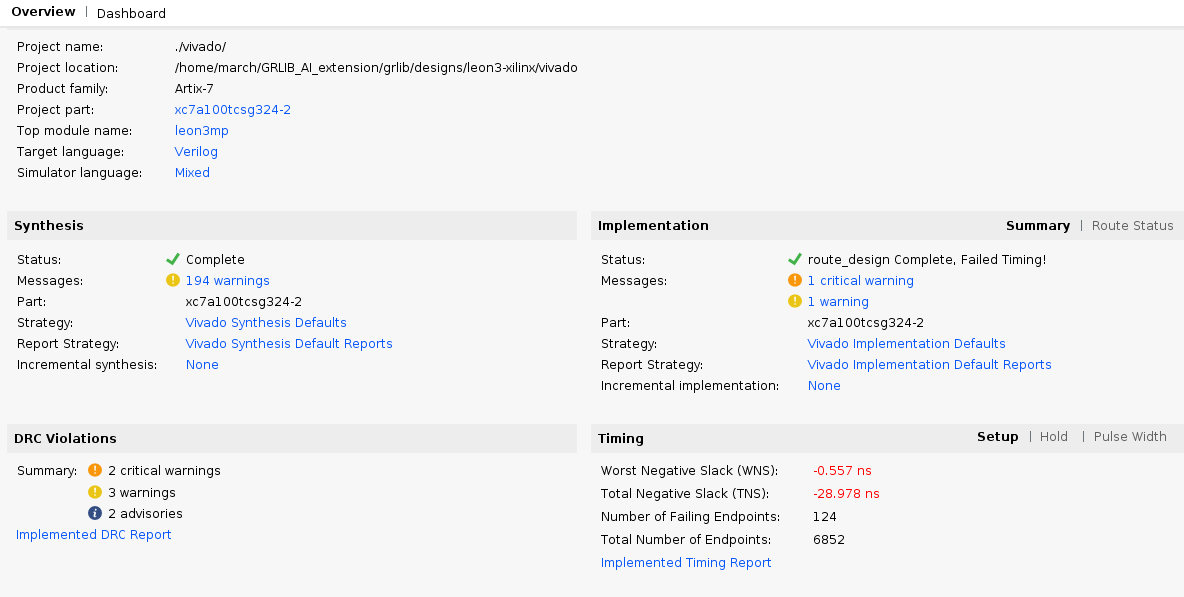 Overview | Dashboard
Project name: ./vivado/
Project location: /home/march/GRLIB_AI_extension/grlib/designs/leon3-xilinx/vivado
Product family: Artix-7
Project part: xc7a100tcsg324-2
Top module name: leon3mp
Target language: Verilog
Simulator language: Mixed
Synthesis
Status: Complete
Messages: 194 warnings
Part: xc7a100tcsg324-2
Strategy: Vivado Synthesis Defaults
Report Strategy: Vivado Synthesis Default Reports
Incremental synthesis: None
Implementation Summary | Route Status
Status: route_design Complete, Failed Timing!
Messages: 1 critical warning
1 warning
Part: xc7a100tcsg324-2
Strategy: Vivado Implementation Defaults
Report Strategy: Vivado Implementation Default Reports
Incremental implementation: None
DRC Violations
Summary: 2 critical warnings
3 warnings
2 advisories
Implemented DRC Report
Timing Setup | Hold | Pulse Width
Worst Negative Slack (WNS): -0.557 ns
Total Negative Slack (TNS): -28.978 ns
Number of Failing Endpoints: 124
Total Number of Endpoints: 6852
Implemented Timing Report